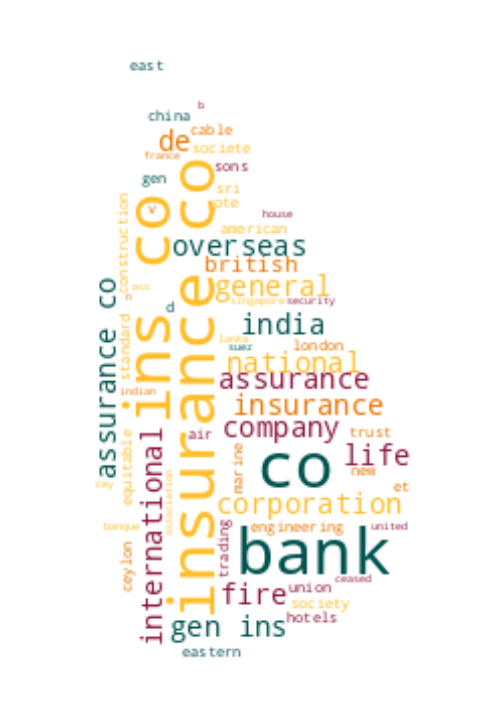 east
b
china
cable
de
societe
france
sons
gen
sri
pte
v
house
construction
american
overseas
british
ins co
insurance co
general
ass
singapore
security
d
india
assurance co
standard
lanka
suez
london
national
assurance
indian
insurance
company
trust
air
life
equitable
international
marine
co
new
cey
association
et
corporation
banque
engineering
united
trading
bank
ceylon
ceased
fire
union
society
hotels
gen ins
eastern